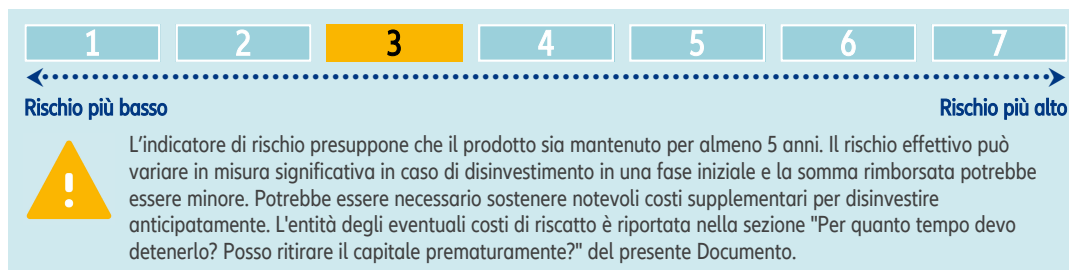 1 2 3 4 5 6 7
Rischio più basso Rischio più alto
L'indicatore di rischio presuppone che il prodotto sia mantenuto per almeno 5 anni. Il rischio effettivo può
variare in misura significativa in caso di disinvestimento in una fase iniziale e la somma rimborsata potrebbe
essere minore. Potrebbe essere necessario sostenere notevoli costi supplementari per disinvestire
anticipatamente. L'entità degli eventuali costi di riscatto è riportata nella sezione "Per quanto tempo devo
detenerlo? Posso ritirare il capitale prematuramente?" del presente Documento.